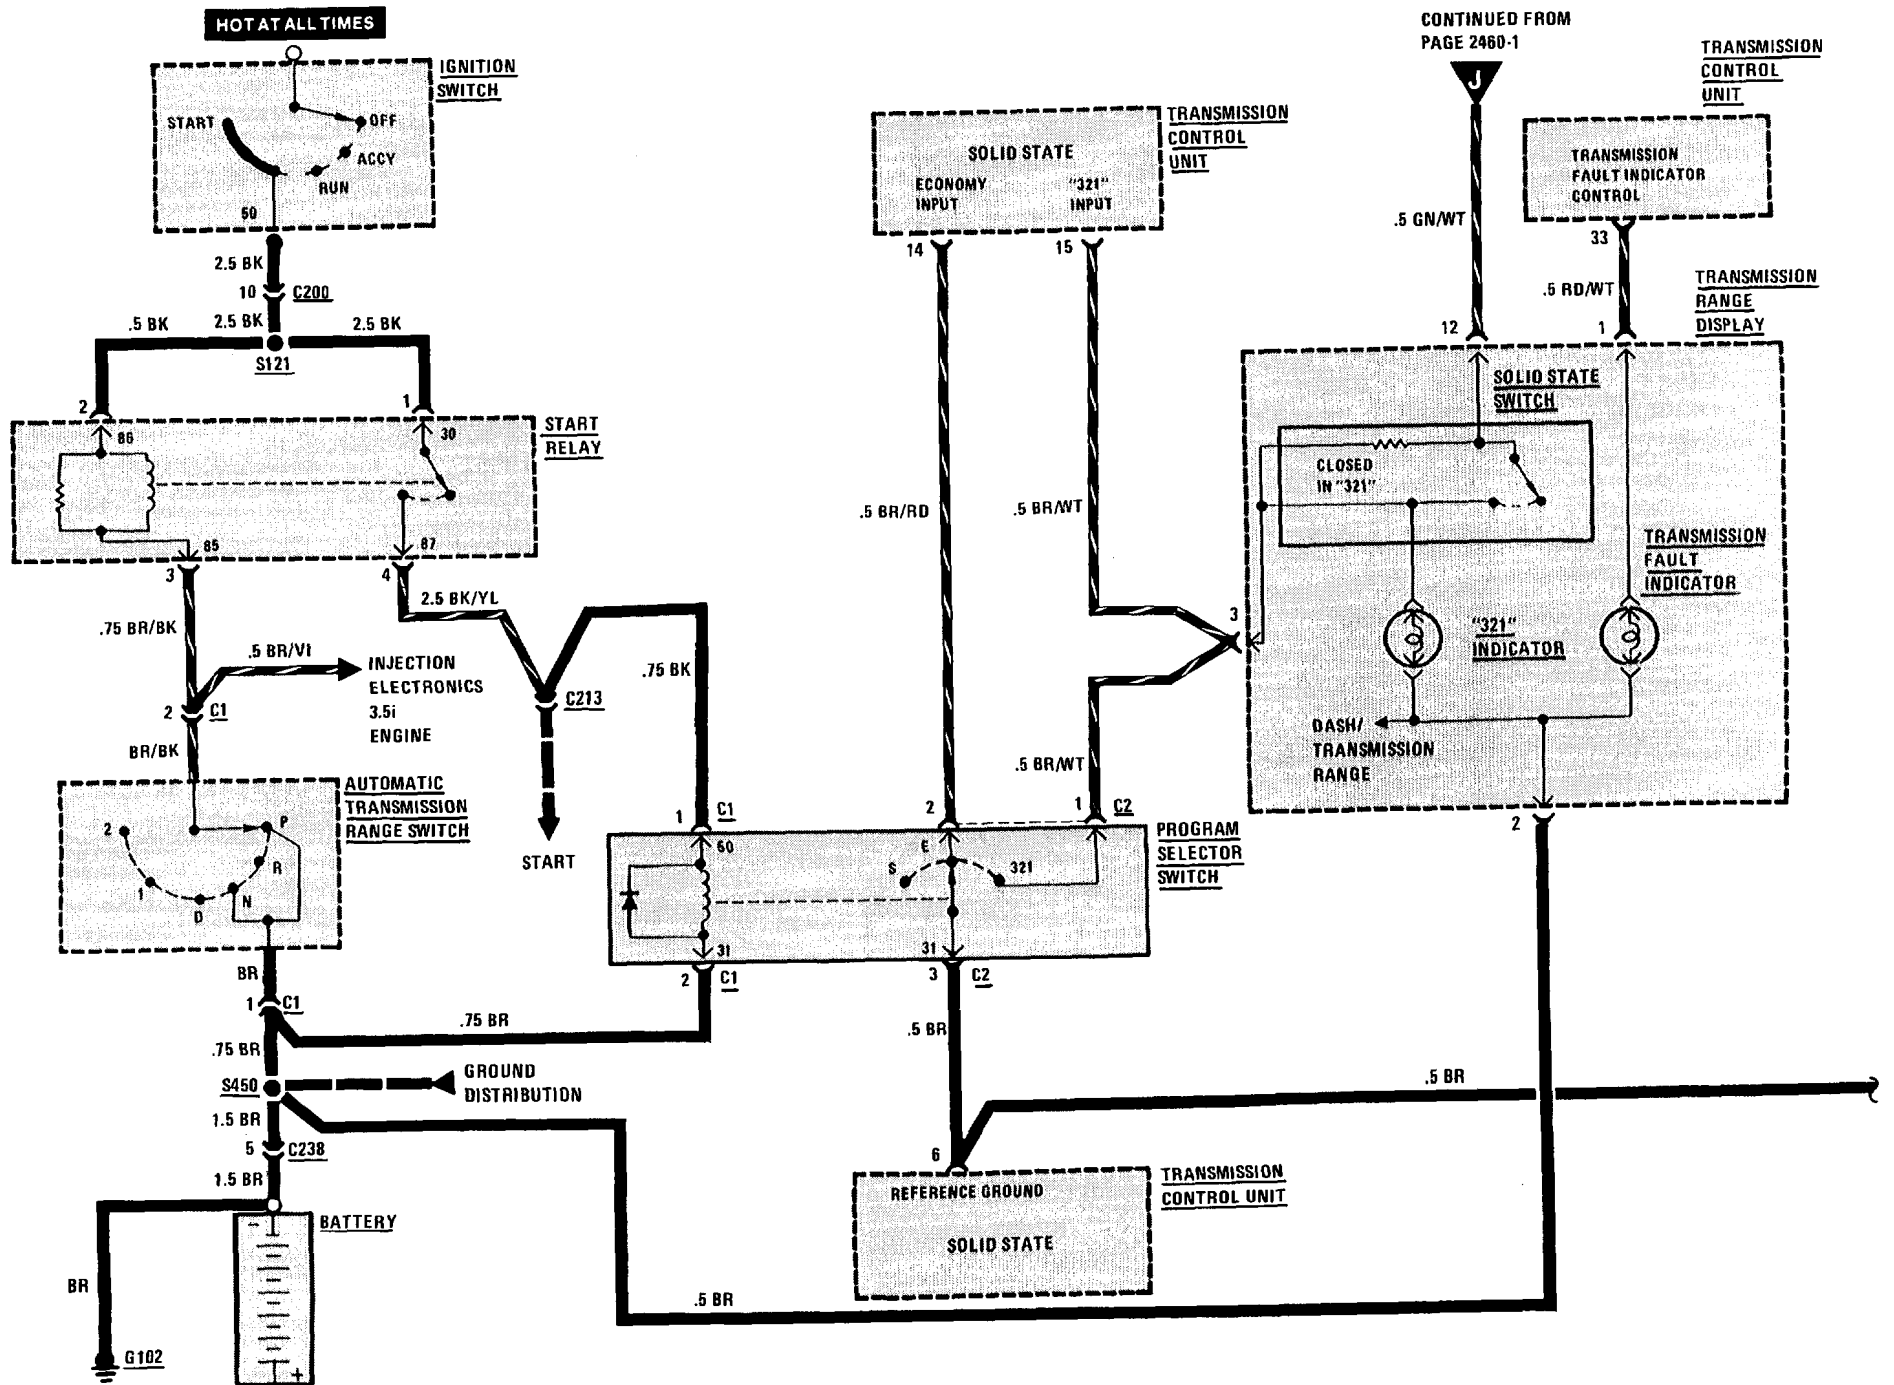 HOT AT ALL TIMES
IGNITION
SWITCH
START
OFF
ACCY
RUN
50
2.5 BK
10
C200
.5 BK
2.5 BK
2.5 BK
S121
2
1
86
30
START
RELAY
85
87
3
4
2.5 BK/YL
.75 BR/BK
.5 BR/VI
INJECTION
ELECTRONICS
3.5i
ENGINE
2
C1
BR/BK
C213
START
.75 BK
AUTOMATIC
TRANSMISSION
RANGE SWITCH
2
P
R
1
D
N
BR
1
C1
.75 BR
.75 BR
S450
GROUND
DISTRIBUTION
1.5 BR
5
C238
1.5 BR
BATTERY
-
+
BR
G102
TRANSMISSION
CONTROL
UNIT
SOLID STATE
ECONOMY
INPUT
"321"
INPUT
14
15
.5 BR/RD
.5 BR/WT
.5 BR/WT
3
1
C1
2
1
C2
PROGRAM
SELECTOR
SWITCH
50
E
S
321
31
31
2
C1
3
C2
.5 BR
.5 BR
6
REFERENCE GROUND
SOLID STATE
TRANSMISSION
CONTROL UNIT
.5 BR
CONTINUED FROM
PAGE 2460-1
J
TRANSMISSION
CONTROL
UNIT
TRANSMISSION
FAULT INDICATOR
CONTROL
.5 GN/WT
33
.5 RD/WT
12
1
TRANSMISSION
RANGE
DISPLAY
SOLID STATE
SWITCH
CLOSED
IN "321"
TRANSMISSION
FAULT
INDICATOR
"321"
INDICATOR
DASH/
TRANSMISSION
RANGE
2